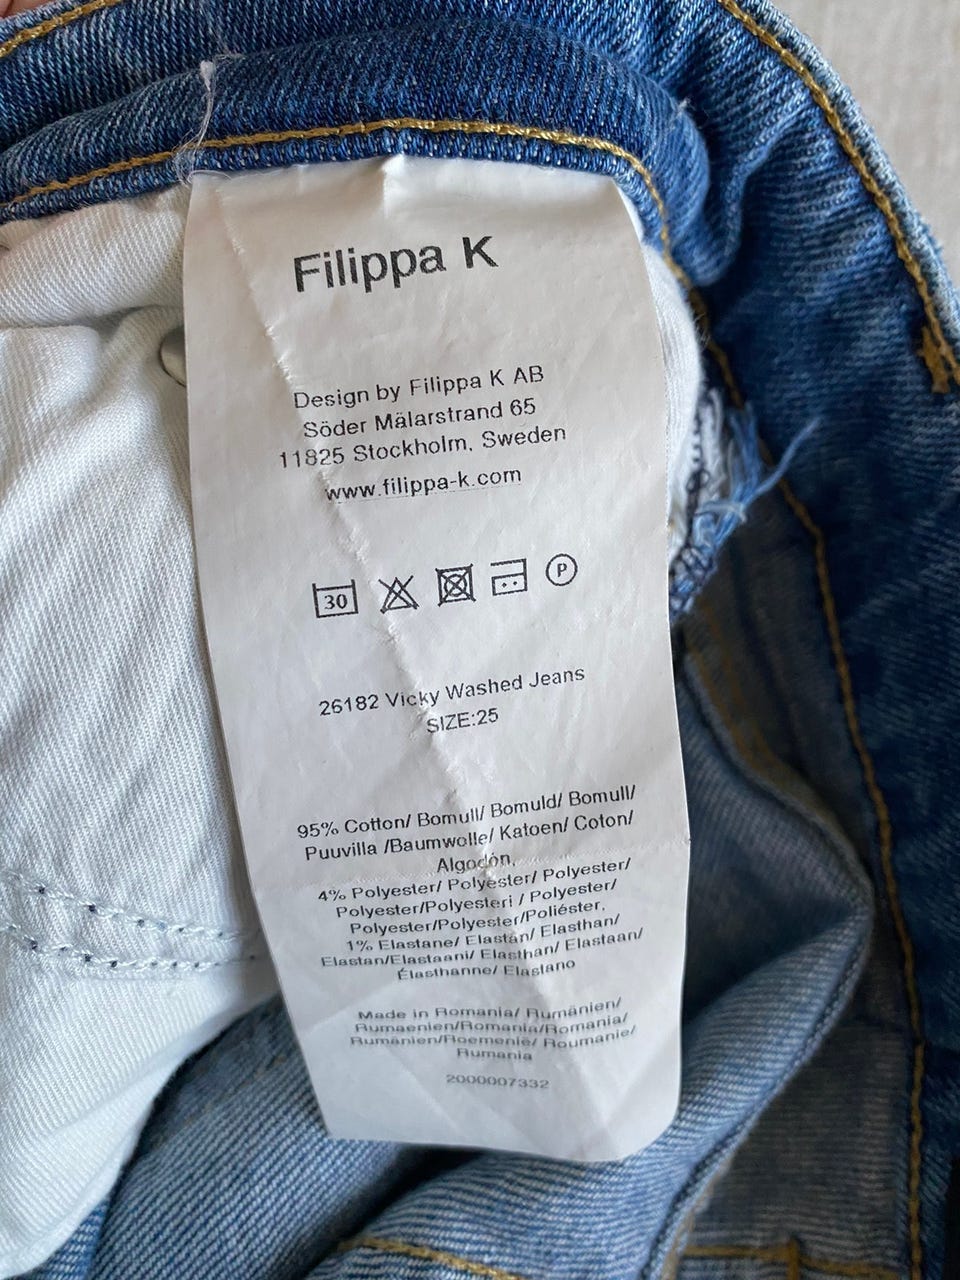 Filippa K
Design by Filippa K AB
Söder Mälarstrand 65
11825 Stockholm, Sweden
www.filippa-k.com
30 P
26182 Vicky Washed Jeans
SIZE:25
95% Cotton/ Bomull/ Bomuld/ Bomull/
Puuvilla /Baumwolle/ Katoen/ Coton/
Algodón,
4% Polyester/ Polyester/ Polyester/
Polyester/Polyesteri / Polyester/
Polyester/Polyester/Poliéster,
1% Elastane/ Elastan/ Elasthan/
Elastan/Elastaani/ Elasthan/ Elastaan/
Élasthanne/ Elastano
Made in Romania/ Rumänien/
Rumaenien/Romania/Romania/
Rumänien/Roemenië/ Roumanie/
Rumania
2000007332